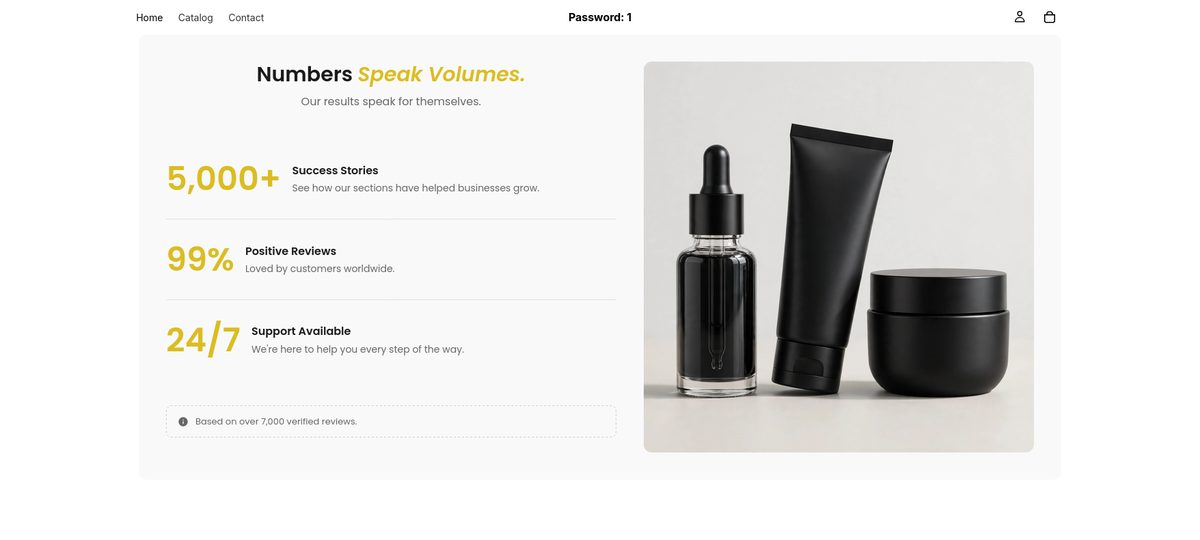 Home
Catalog
Contact
Password: 1
Numbers Speak Volumes.
Our results speak for themselves.
5,000+
Success Stories
See how our sections have helped businesses grow.
99%
Positive Reviews
Loved by customers worldwide.
24/7
Support Available
We're here to help you every step of the way.
Based on over 7,000 verified reviews.